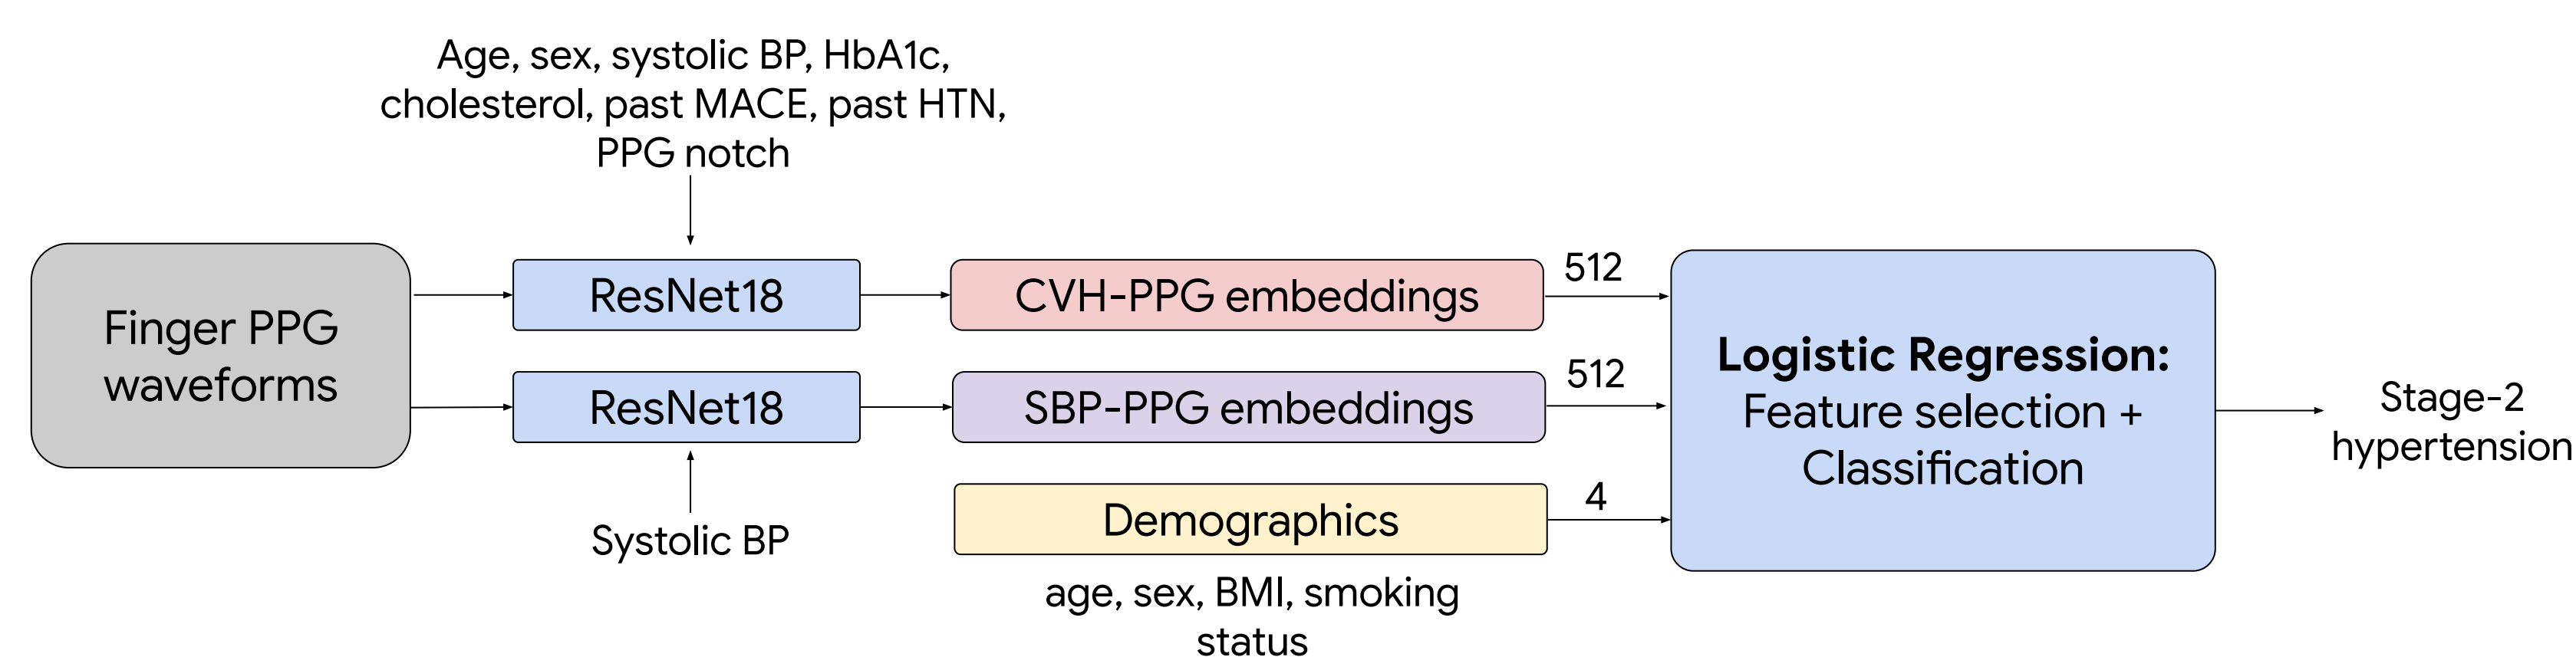 Age, sex, systolic BP, HbA1c,
cholesterol, past MACE, past HTN,
PPG notch
Finger PPG
waveforms
ResNet18
CVH-PPG embeddings
512
ResNet18
SBP-PPG embeddings
512
Systolic BP
Demographics
4
age, sex, BMI, smoking
status
Logistic Regression:
Feature selection +
Classification
Stage-2
hypertension